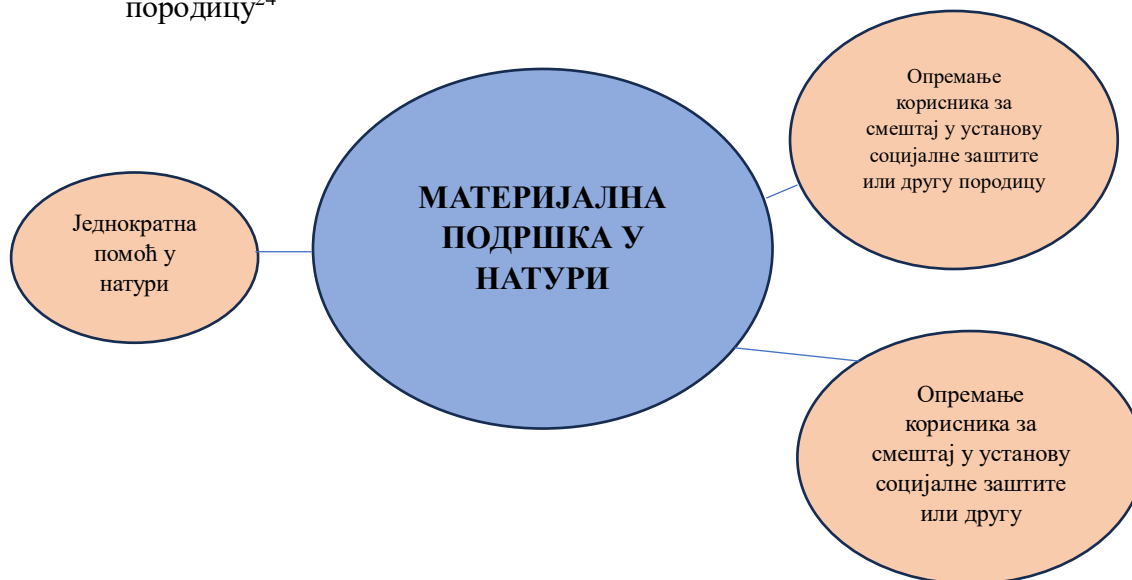 породицу²⁴
Опремање
корисника за
смештај у установу
социјалне заштите
или другу породицу
МАТЕРИЈАЛНА
ПОДРШКА У
НАТУРИ
Једнократна
помоћ у
натури
Опремање
корисника за
смештај у установу
социјалне заштите
или другу